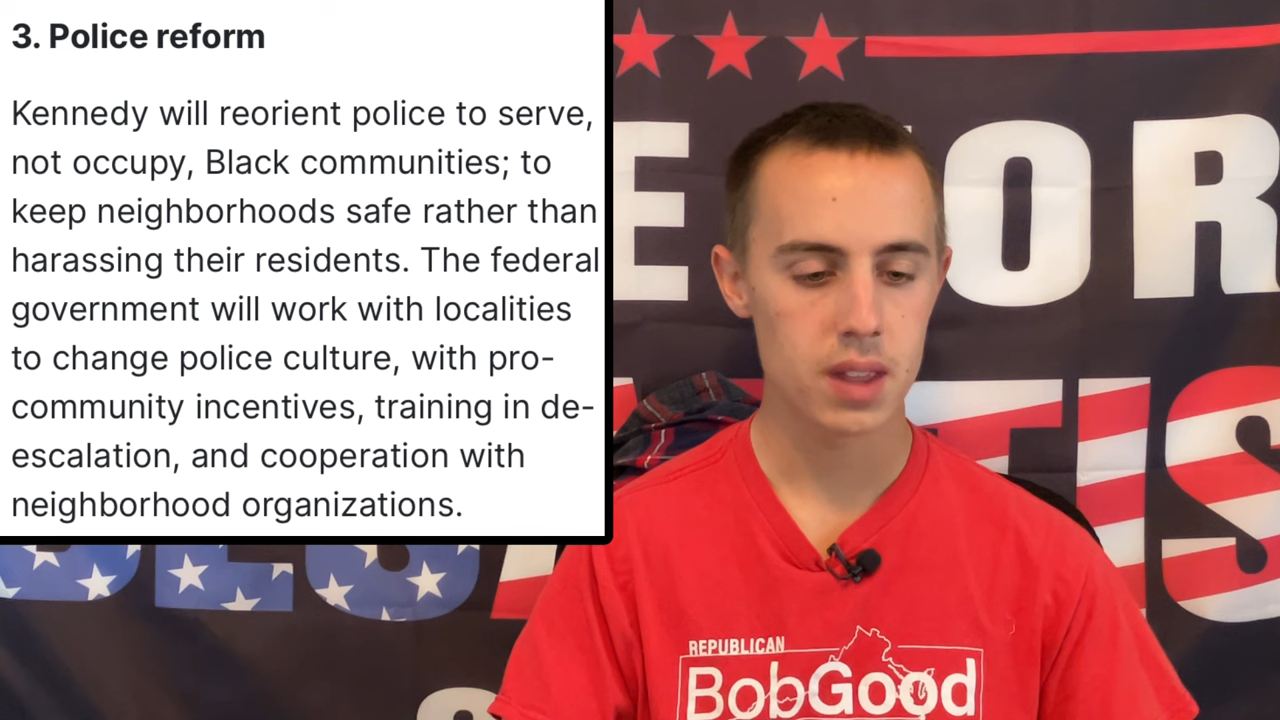 3. Police reform
Kennedy will reorient police to serve,
not occupy, Black communities; to
keep neighborhoods safe rather than
harassing their residents. The federal
government will work with localities
to change police culture, with pro-
community incentives, training in de-
escalation, and cooperation with
neighborhood organizations.
E FOR
REPUBLICAN
BobGood